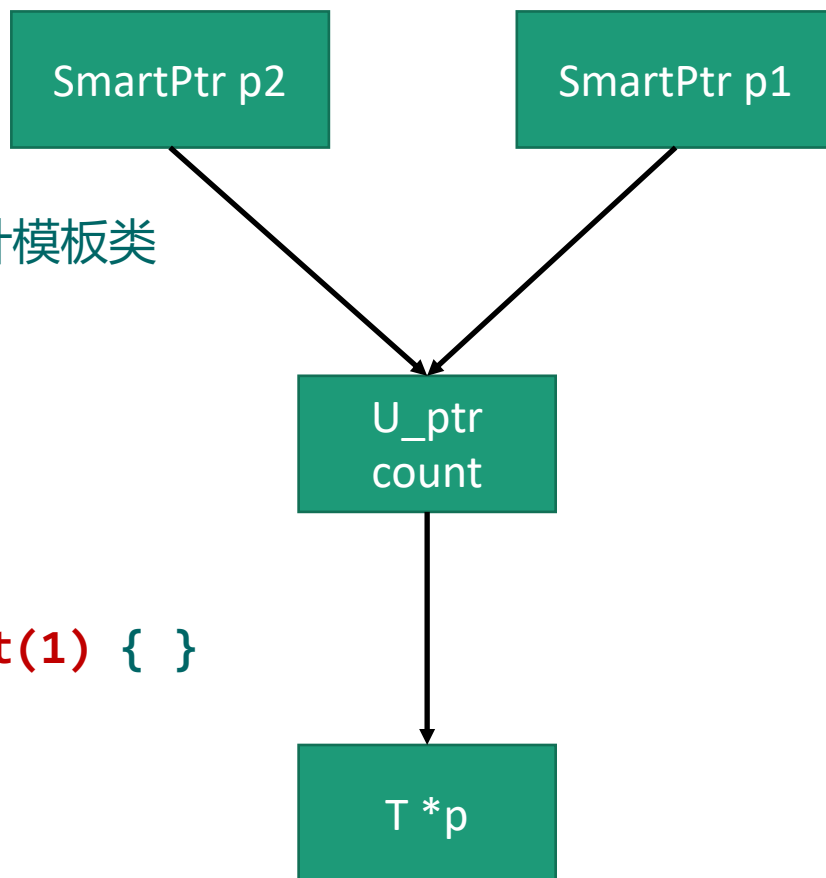 SmartPtr p2
SmartPtr p1
模板类
U_ptr
count
t(1) { }
T *p